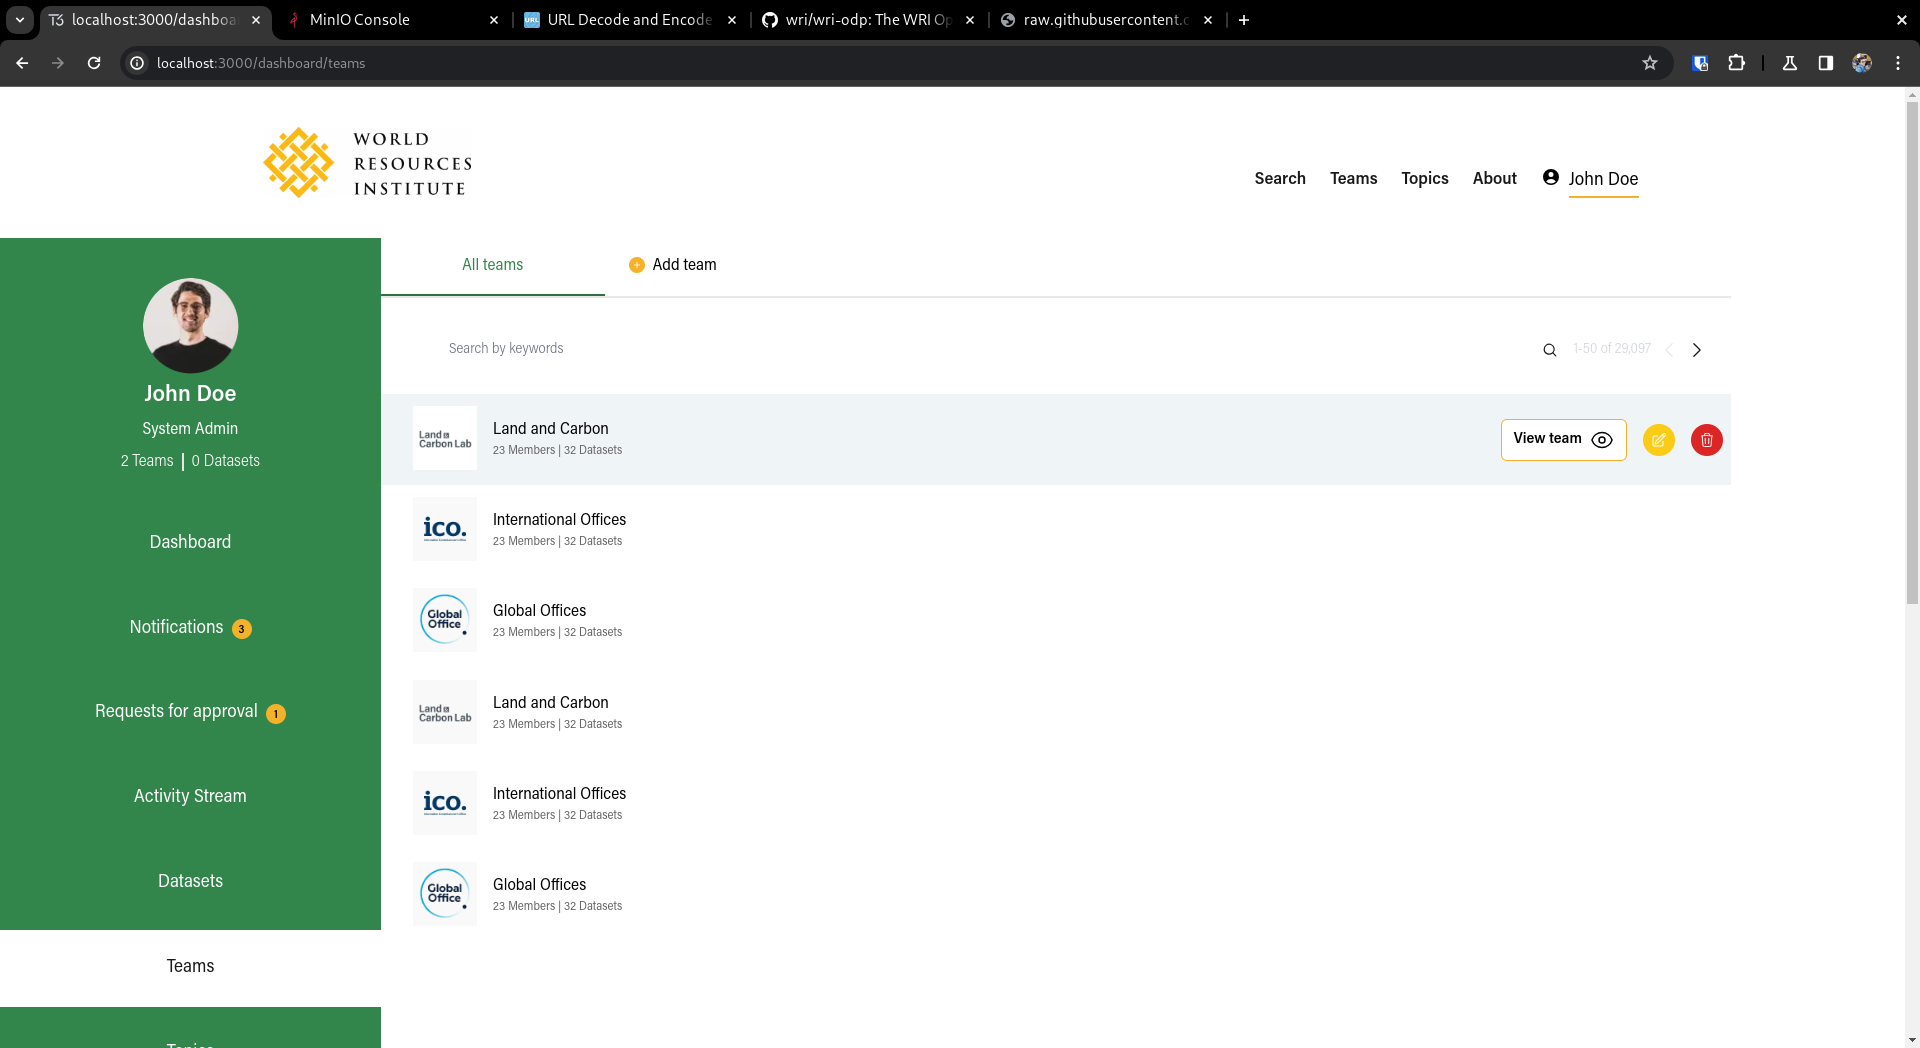 localhost:3000/dashboa
MinIO Console
URL Decode and Encode
wri/wri-odp: The WRI Op
raw.githubusercontent.c
localhost:3000/dashboard/teams
WORLD
RESOURCES
INSTITUTE
Search
Teams
Topics
About
John Doe
John Doe
System Admin
2 Teams | 0 Datasets
Dashboard
Notifications 3
Requests for approval 1
Activity Stream
Datasets
Teams
Topics
All teams
Add team
Search by keywords
1-50 of 29,097
Land & Carbon Lab
Land and Carbon
23 Members | 32 Datasets
View team
ico.
International Offices
23 Members | 32 Datasets
Global
Office
Global Offices
23 Members | 32 Datasets
Land
Carbon Lab
Land and Carbon
23 Members | 32 Datasets
ico.
International Offices
23 Members | 32 Datasets
Global
Office
Global Offices
23 Members | 32 Datasets